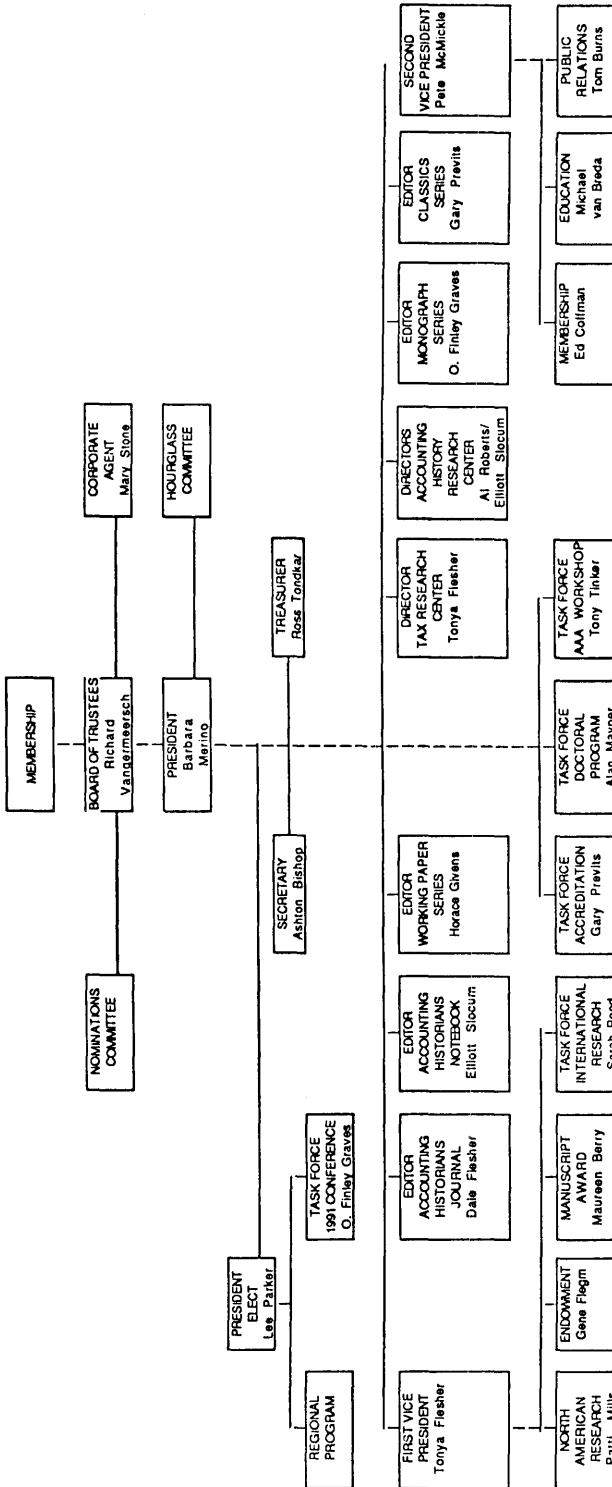 MEMBERSHIP
NOMINATIONS
COMMITTEE
BOARD OF TRUSTEES
Richard
Vangermeersch
CORPORATE
AGENT
Mary Stone
PRESIDENT
Barbara
Merino
HOURGLASS
COMMITTEE
PRESIDENT
ELECT
Lee Parker
SECRETARY
Ashton Bishop
TREASURER
Ross Tondkar
REGIONAL
PROGRAM
TASK FORCE
1991 CONFERENCE
O. Finley Graves
FIRST VICE
PRESIDENT
Tonya Flesher
EDITOR
ACCOUNTING
HISTORIANS
JOURNAL
Dale Flesher
EDITOR
ACCOUNTING
HISTORIANS
NOTEBOOK
Elliott Slocum
EDITOR
WORKING PAPER
SERIES
Horace Givens
DIRECTOR
TAX RESEARCH
CENTER
Tonya Flesher
DIRECTORS
ACCOUNTING
HISTORY
RESEARCH
CENTER
Al Roberts/
Elliott Slocum
EDITOR
MONOGRAPH
SERIES
O. Finley Graves
EDITOR
CLASSICS
SERIES
Gary Previts
SECOND
VICE PRESIDENT
Pete McMickle
NORTH
AMERICAN
RESEARCH
Patti Mills
ENDOWMENT
Gene Flegm
MANUSCRIPT
AWARD
Maureen Berry
TASK FORCE
INTERNATIONAL
RESEARCH
Sarah Reed
TASK FORCE
ACCREDITATION
Gary Previts
TASK FORCE
DOCTORAL
PROGRAM
Alan Mayper
TASK FORCE
AAA WORKSHOP
Tony Tinker
MEMBERSHIP
Ed Coffman
EDUCATION
Michael
van Breda
PUBLIC
RELATIONS
Tom Burns